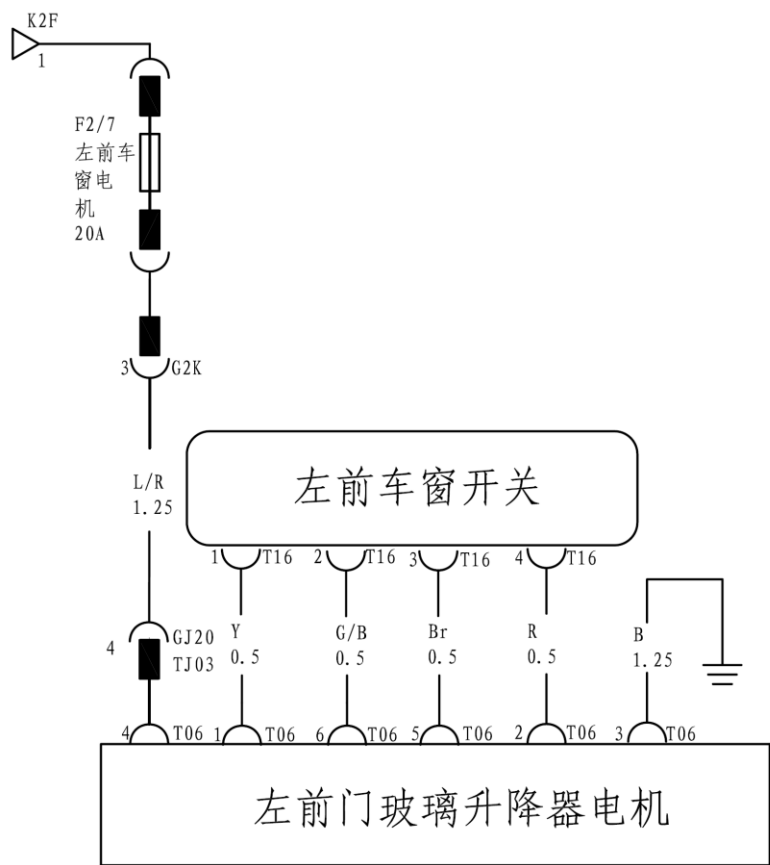 K2F
1
F2/7
左前车
窗电
机
20A
3 G2K
L/R
1.25
左前车窗开关
1 T16 2 T16 3 T16 4 T16
4 GJ20
TJ03
Y G/B Br R B
0.5 0.5 0.5 0.5 1.25
4 T06 1 T06 6 T06 5 T06 2 T06 3 T06
左前门玻璃升降器电机